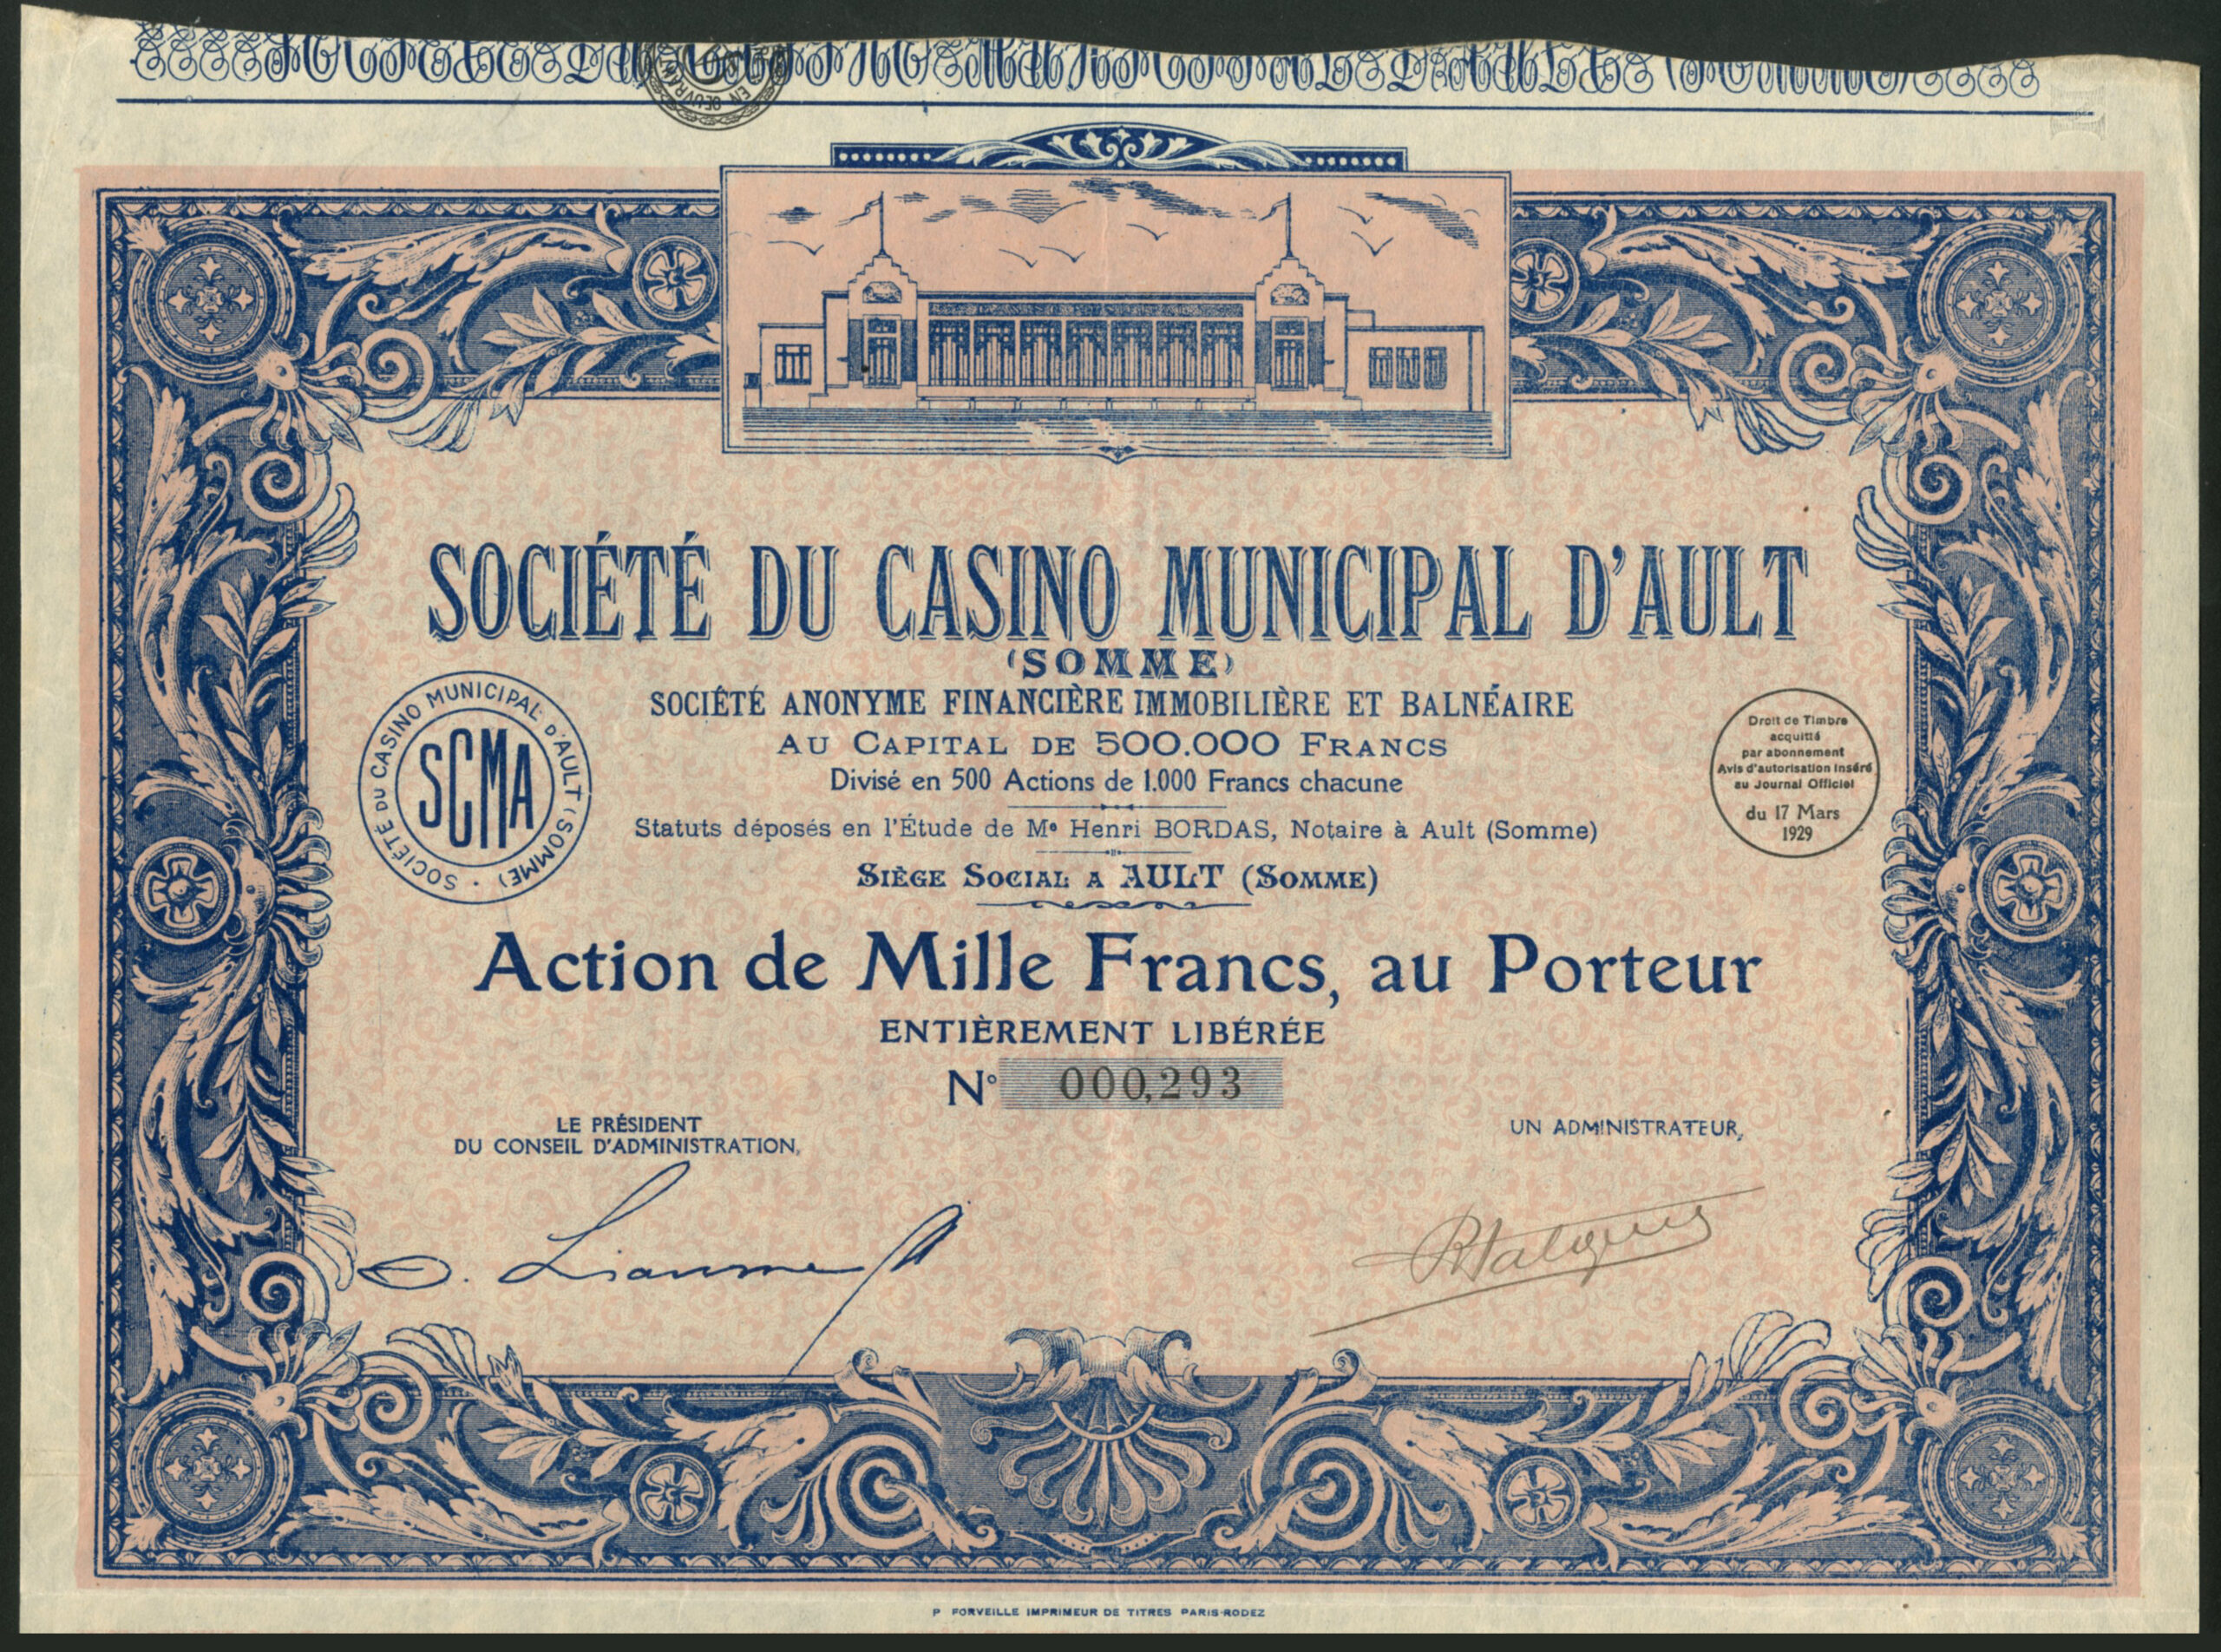 SOCIÉTÉ DU CASINO MUNICIPAL D'AULT
(SOMME)
SOCIÉTÉ ANONYME FINANCIÈRE IMMOBILIÈRE ET BALNÉAIRE
AU CAPITAL DE 500.000 FRANCS
Divisé en 500 Actions de 1.000 Francs chacune
Statuts déposés en l'Étude de Me Henri BORDAS, Notaire à Ault (Somme)
SIÈGE SOCIAL A AULT (SOMME)
SOCIÉTÉ DU CASINO MUNICIPAL D'AULT (SOMME) •
SCMA
Droit de Timbre
acquitté
par abonnement
Avis d'autorisation inséré
au Journal Officiel
du 17 Mars
1929
Action de Mille Francs, au Porteur
ENTIÈREMENT LIBÉRÉE
N° 000,293
LE PRÉSIDENT
DU CONSEIL D'ADMINISTRATION,
UN ADMINISTRATEUR,
P FORVEILLE IMPRIMEUR DE TITRES PARIS-RODEZ